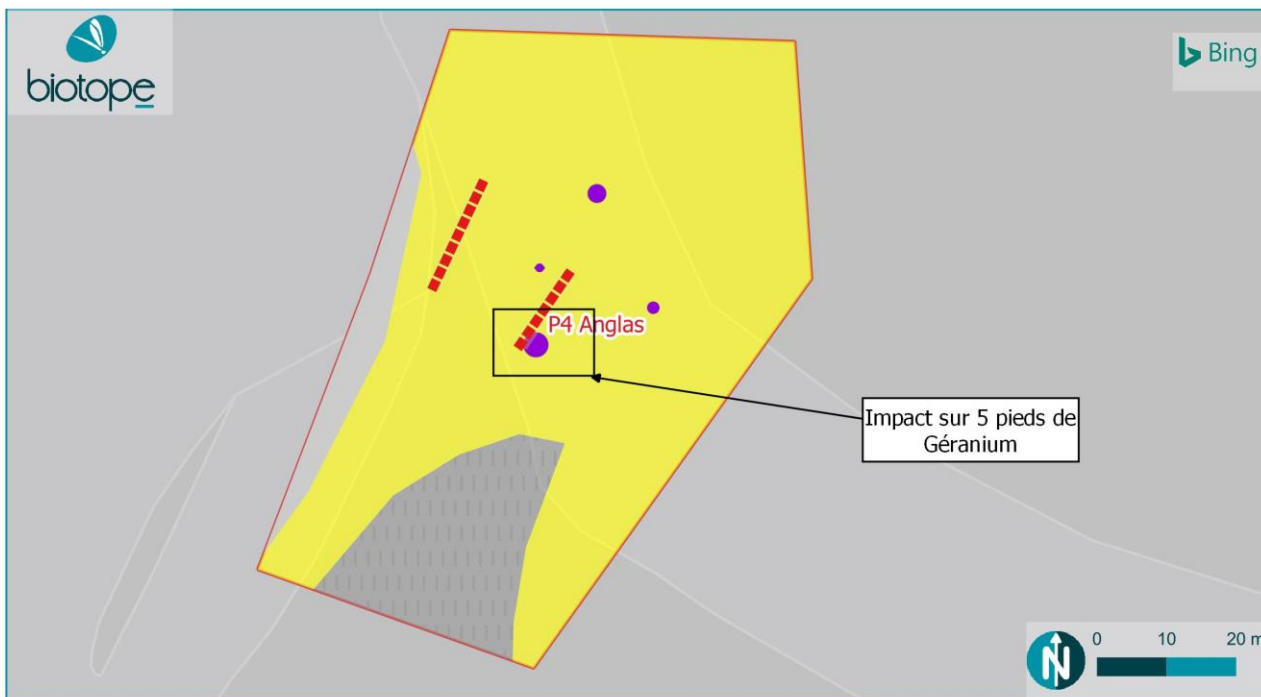 biotope
Bing
P4 Anglas
Impact sur 5 pieds de
Géranium
N
0 10 20 m